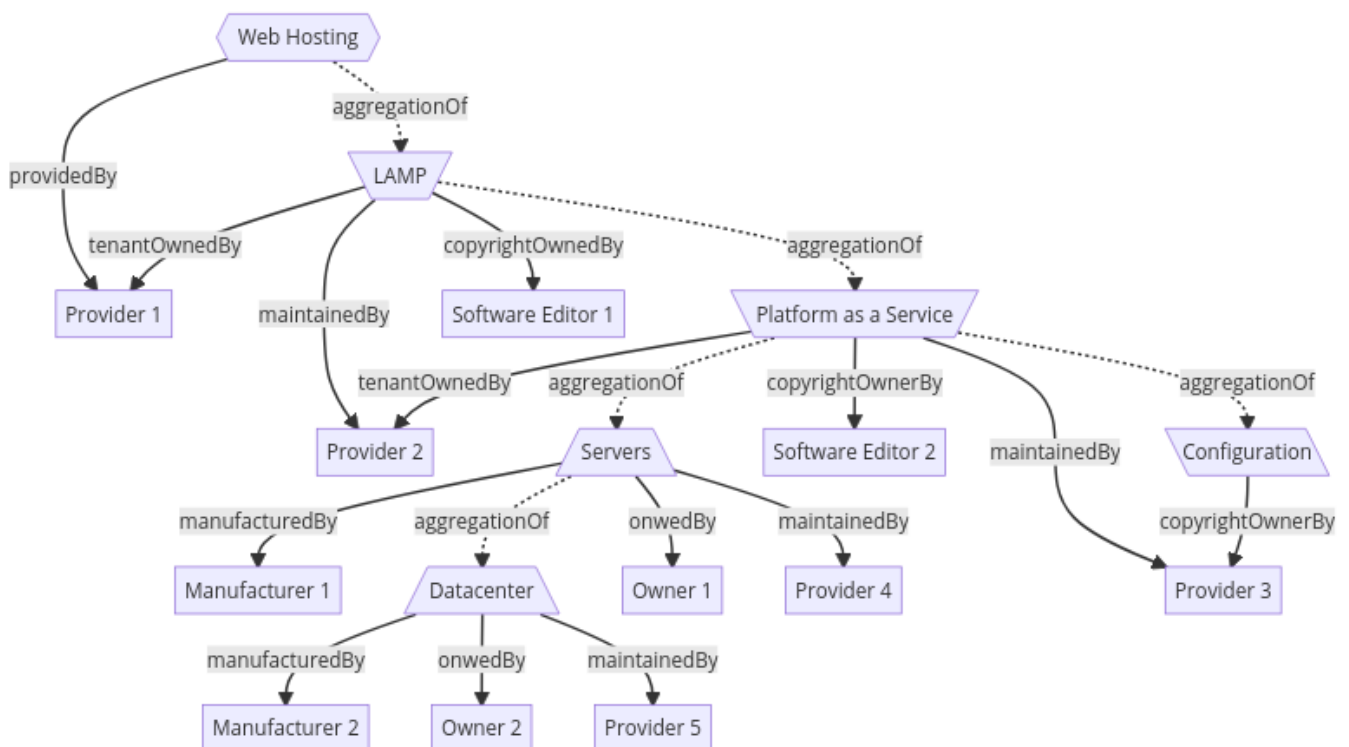 Web Hosting
aggregationOf
providedBy
LAMP
tenantOwnedBy
copyrightOwnedBy
aggregationOf
Provider 1
maintainedBy
Software Editor 1
Platform as a Service
tenantOwnedBy
aggregationOf
copyrightOwnerBy
aggregationOf
Provider 2
Servers
Software Editor 2
maintainedBy
Configuration
manufacturedBy
aggregationOf
onwedBy
maintainedBy
copyrightOwnerBy
Manufacturer 1
Datacenter
Owner 1
Provider 4
Provider 3
manufacturedBy
onwedBy
maintainedBy
Manufacturer 2
Owner 2
Provider 5